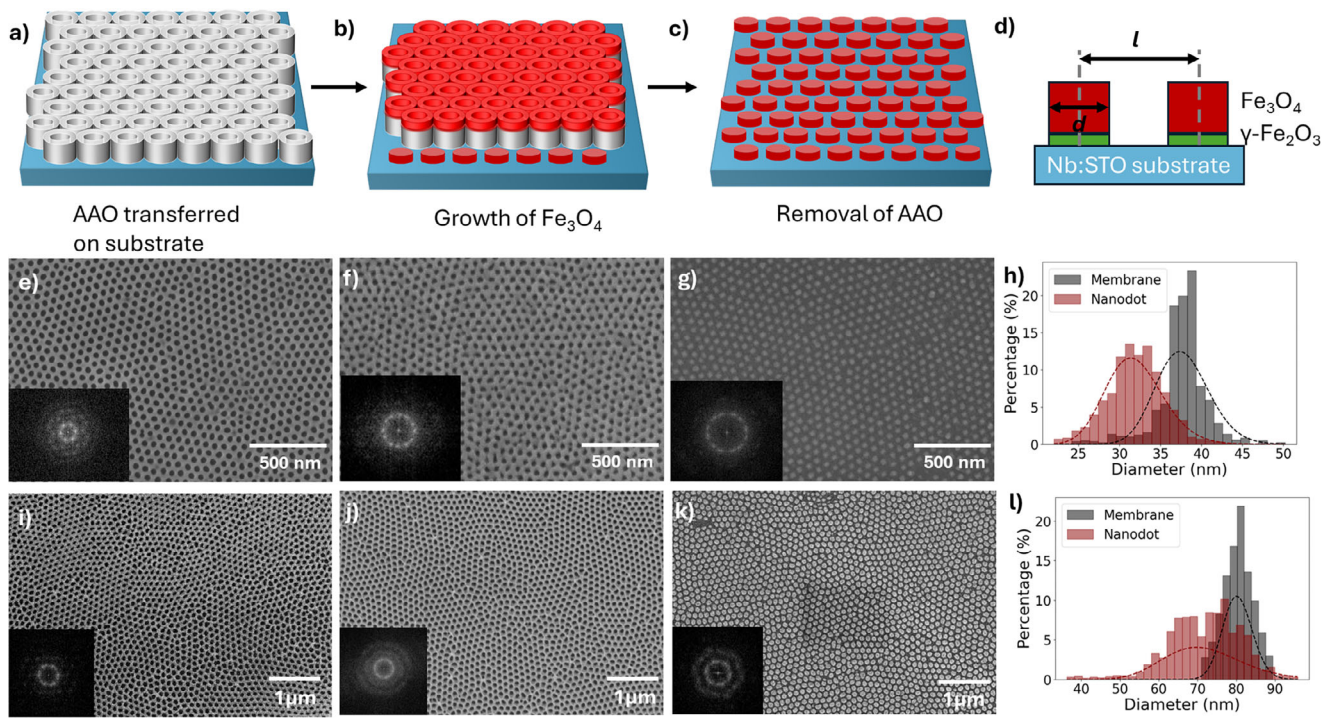 a)
b)
c)
d)
l
d
Fe₃O₄
γ-Fe₂O₃
Nb:STO substrate
AAO transferred
on substrate
Growth of Fe₃O₄
Removal of AAO
e)
500 nm
f)
500 nm
g)
500 nm
h)
Membrane
Nanodot
Percentage (%)
20
15
10
5
0
25 30 35 40 45 50
Diameter (nm)
i)
1μm
j)
1μm
k)
1μm
l)
Membrane
Nanodot
Percentage (%)
20
15
10
5
0
40 50 60 70 80 90
Diameter (nm)